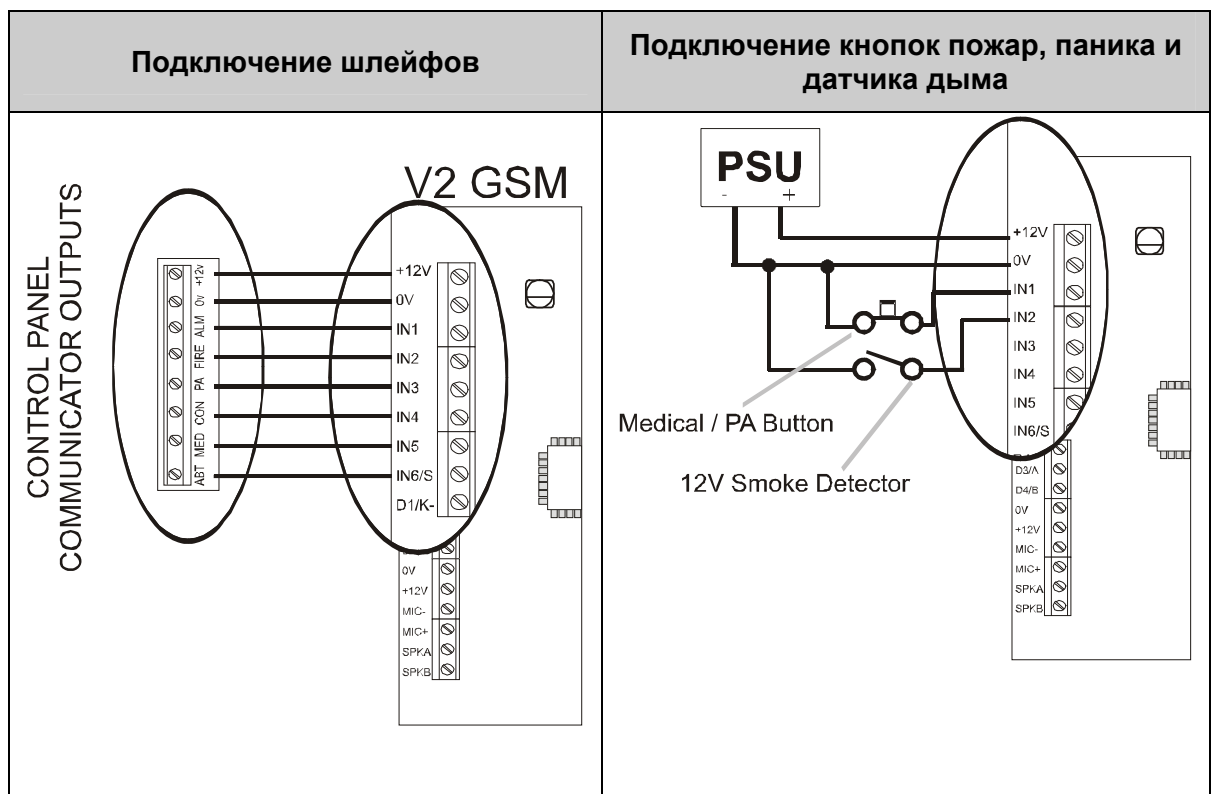 Подключение шлейфов
Подключение кнопок пожар, паника и
датчика дыма
CONTROL PANEL
COMMUNICATOR OUTPUTS
+12v
0v
ALM
FIRE
PA
CON
MED
ABT
V2 GSM
+12V
0V
IN1
IN2
IN3
IN4
IN5
IN6/S
D1/K-
0V
+12V
MIC-
MIC+
SPKA
SPKB
PSU
- +
+12V
0V
IN1
IN2
IN3
IN4
IN5
IN6/S
D3/A
D4/B
0V
+12V
MIC-
MIC+
SPKA
SPKB
Medical / PA Button
12V Smoke Detector